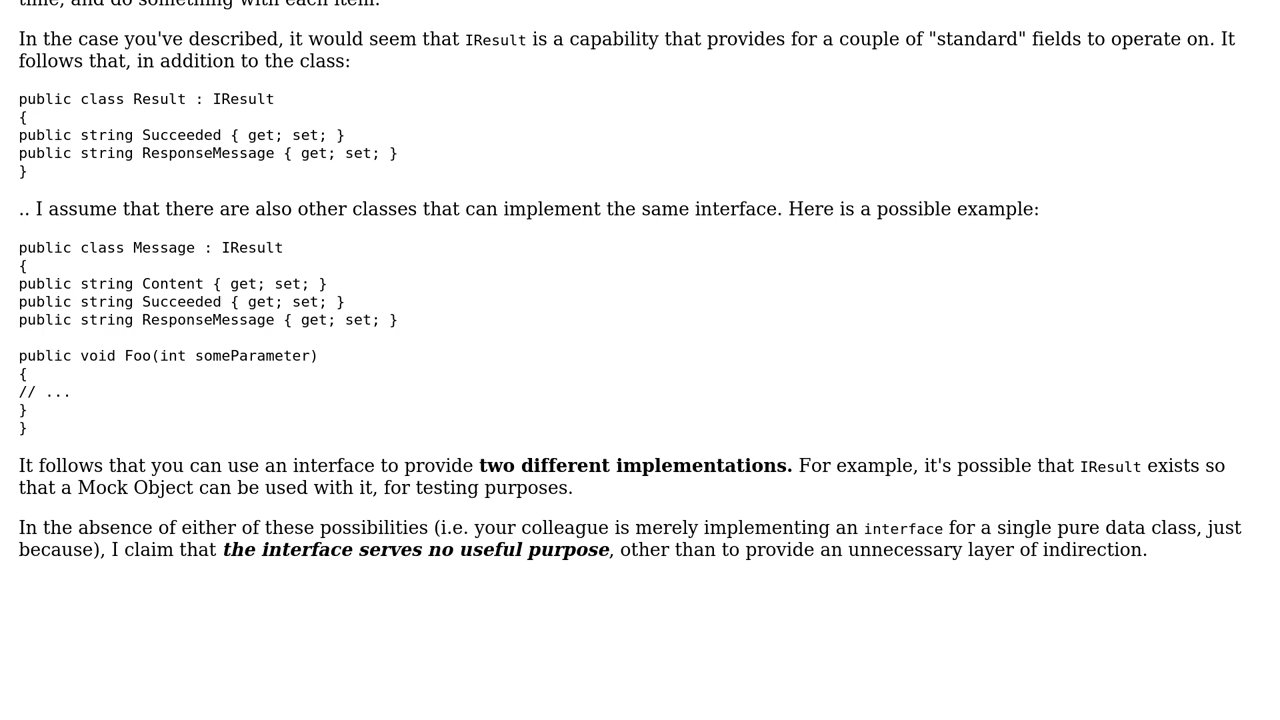 time, and do something with each item.
In the case you've described, it would seem that IResult is a capability that provides for a couple of "standard" fields to operate on. It
follows that, in addition to the class:
public class Result : IResult
{
public string Succeeded { get; set; }
public string ResponseMessage { get; set; }
}
.. I assume that there are also other classes that can implement the same interface. Here is a possible example:
public class Message : IResult
{
public string Content { get; set; }
public string Succeeded { get; set; }
public string ResponseMessage { get; set; }
public void Foo(int someParameter)
{
// ...
}
}
It follows that you can use an interface to provide two different implementations. For example, it's possible that IResult exists so
that a Mock Object can be used with it, for testing purposes.
In the absence of either of these possibilities (i.e. your colleague is merely implementing an interface for a single pure data class, just
because), I claim that the interface serves no useful purpose, other than to provide an unnecessary layer of indirection.